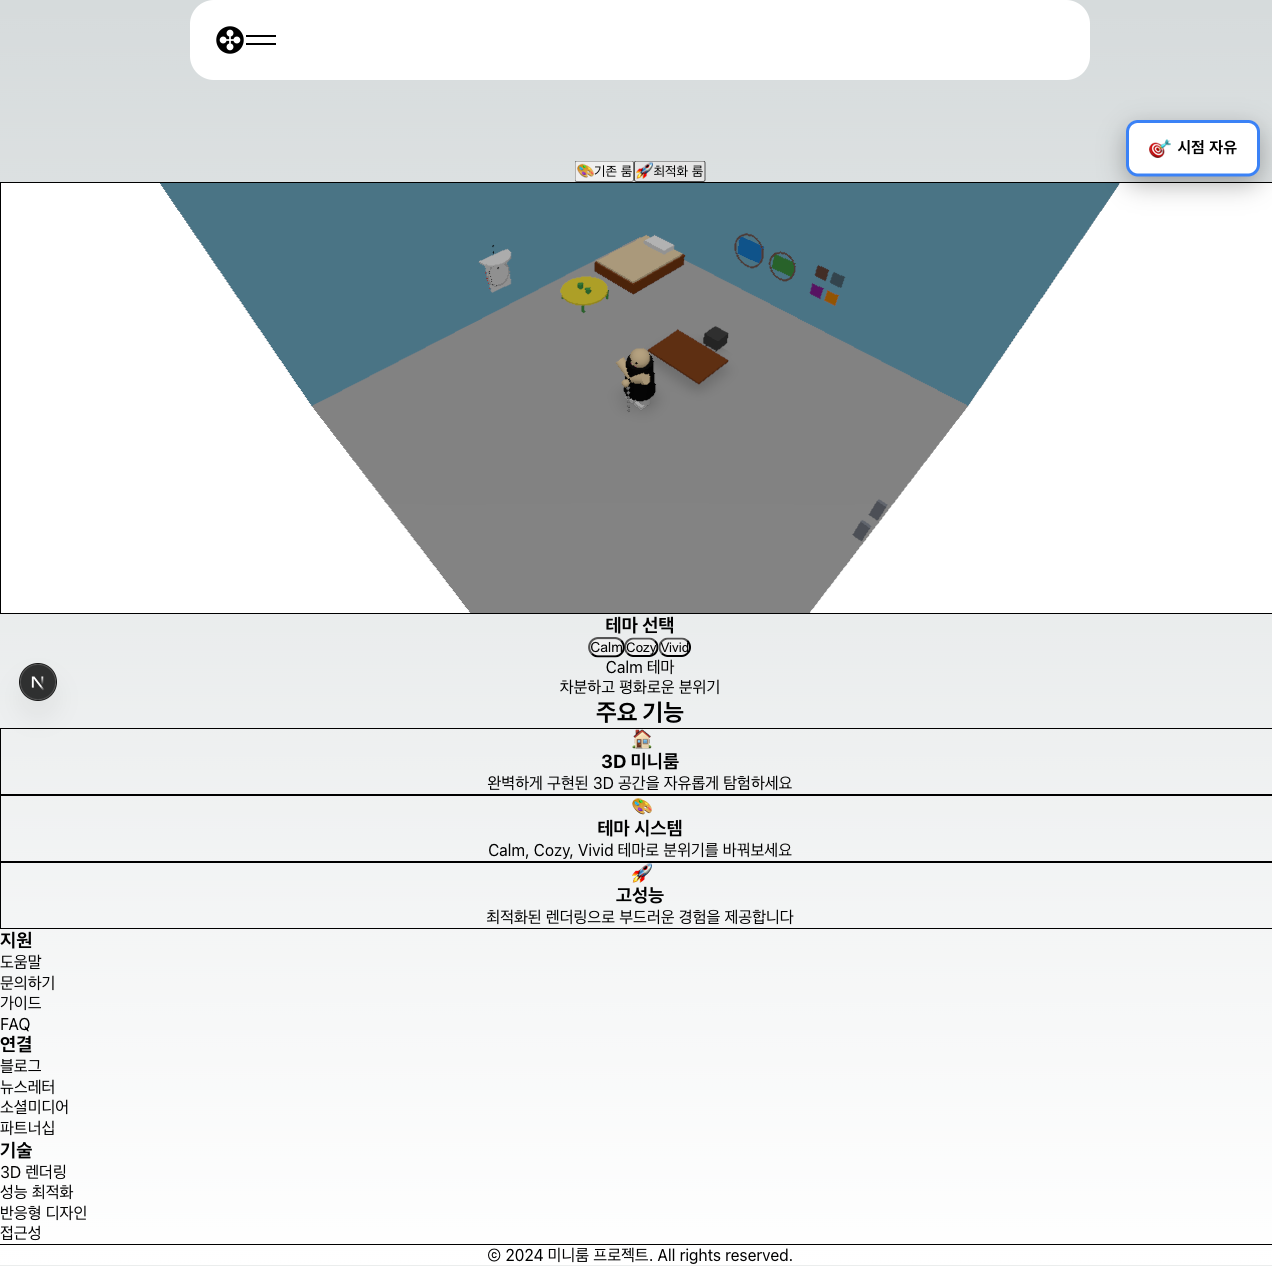 시점 자유
기존 룸 최적화 룸
테마 선택
Calm Cozy Vivid
Calm 테마
차분하고 평화로운 분위기
N
주요 기능
3D 미니룸
완벽하게 구현된 3D 공간을 자유롭게 탐험하세요
테마 시스템
Calm, Cozy, Vivid 테마로 분위기를 바꿔보세요
고성능
최적화된 렌더링으로 부드러운 경험을 제공합니다
지원
도움말
문의하기
가이드
FAQ
연결
블로그
뉴스레터
소셜미디어
파트너십
기술
3D 렌더링
성능 최적화
반응형 디자인
접근성
© 2024 미니룸 프로젝트. All rights reserved.